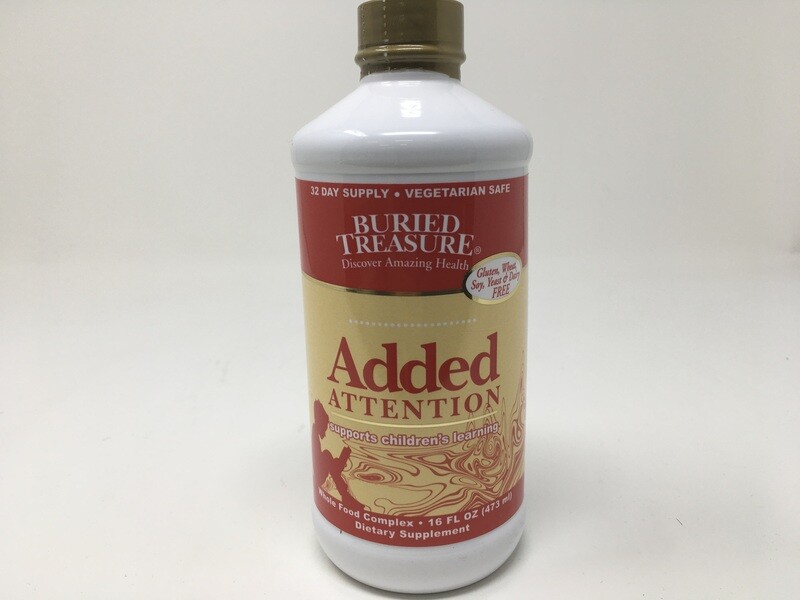 32 DAY SUPPLY • VEGETARIAN SAFE
BURIED
TREASURE®
Discover Amazing Health
Gluten, Wheat,
Soy, Yeast & Dairy
FREE
Added
ATTENTION
supports children's learning
Whole Food Complex • 16 FL OZ (473 ml)
Dietary Supplement